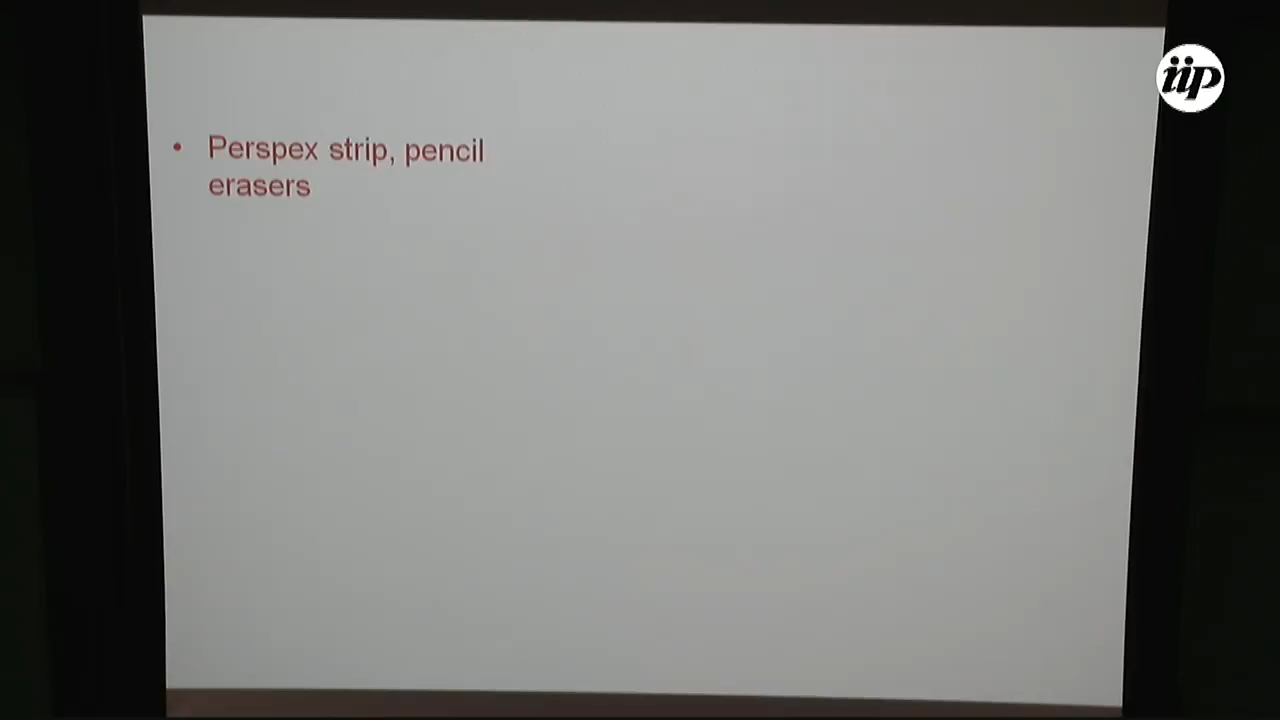 iip
• Perspex strip, pencil
erasers